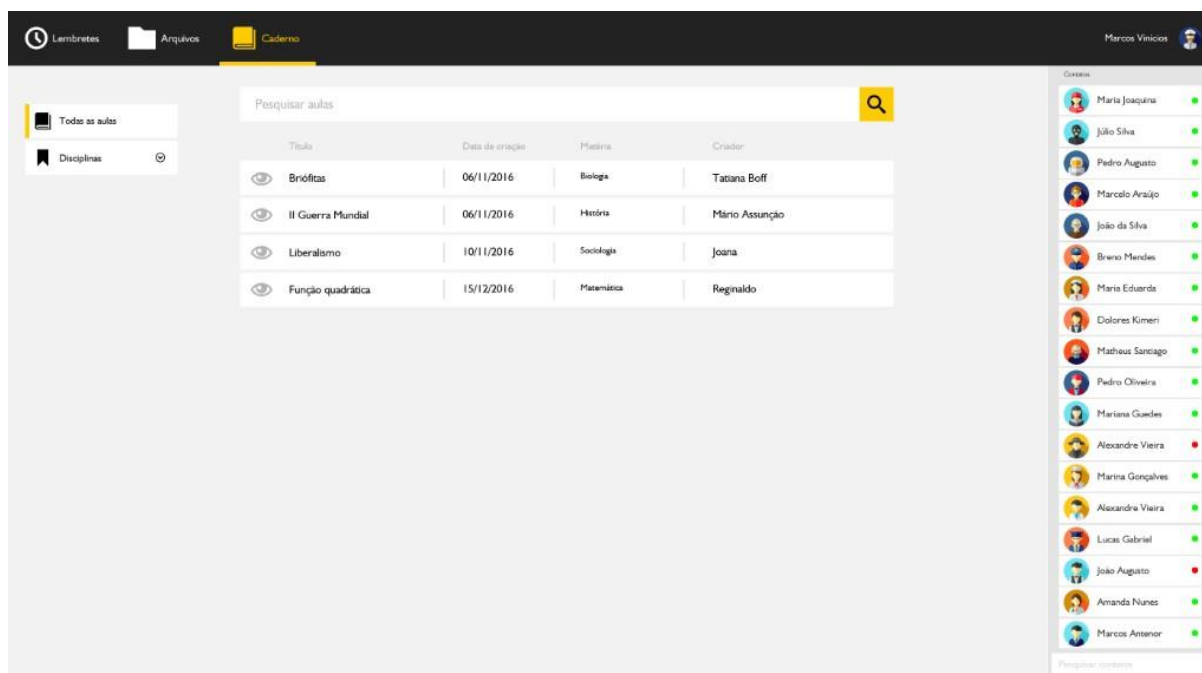 Lembretes
Arquivos
Caderno
Marcos Vinicios
Todas as aulas
Disciplinas
Pesquisar aulas
Título Data de criação Matéria Criador
Briófitas 06/11/2016 Biologia Tatiana Boff
II Guerra Mundial 06/11/2016 História Mário Assunção
Liberalismo 10/11/2016 Sociologia Joana
Função quadrática 15/12/2016 Matemática Reginaldo
Contatos
Maria Joaquina
Júlio Silva
Pedro Augusto
Marcelo Araújo
João da Silva
Breno Mendes
Maria Eduarda
Dolores Kimeri
Matheus Santiago
Pedro Oliveira
Mariana Guedes
Alexandre Vieira
Marina Gonçalves
Alexandre Vieira
Lucas Gabriel
João Augusto
Amanda Nunes
Marcos Antenor
Pesquisar contatos